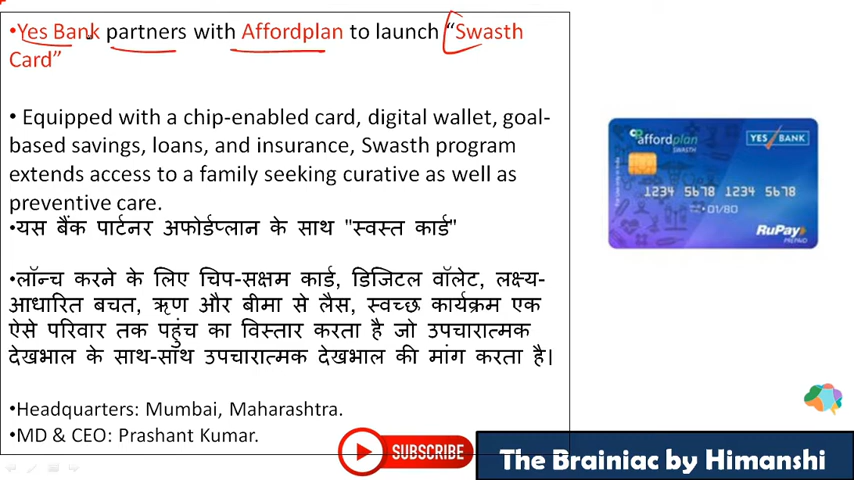 •Yes Bank partners with Affordplan to launch “Swasth
Card”
• Equipped with a chip-enabled card, digital wallet, goal-
based savings, loans, and insurance, Swasth program
extends access to a family seeking curative as well as
preventive care.
•यस बैंक पार्टनर अफोर्डप्लान के साथ "स्वस्त कार्ड"
•लॉन्च करने के लिए चिप-सक्षम कार्ड, डिजिटल वॉलेट, लक्ष्य-
आधारित बचत, ऋण और बीमा से लैस, स्वच्छ कार्यक्रम एक
ऐसे परिवार तक पहुंच का विस्तार करता है जो उपचारात्मक
देखभाल के साथ-साथ उपचारात्मक देखभाल की मांग करता है।
•Headquarters: Mumbai, Maharashtra.
•MD & CEO: Prashant Kumar.
affordplan
SWASTH
YES BANK
1234 5678 1234 5678
01/80
RuPay
PREPAID
SUBSCRIBE
The Brainiac by Himanshi